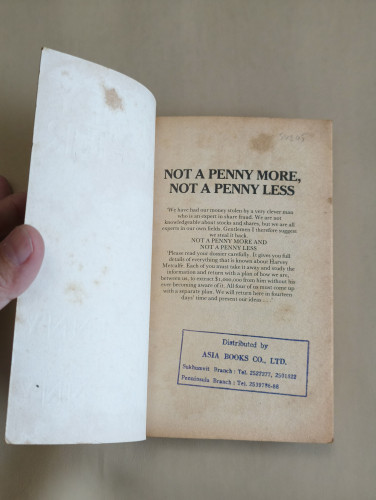 NOT A PENNY MORE,
NOT A PENNY LESS
'We have had our money stolen by a very clever man
who is an expert in share fraud. We are not
knowledgeable about stocks and shares, but we are all
experts in our own fields. Gentlemen I therefore suggest
we steal it back.
NOT A PENNY MORE AND
NOT A PENNY LESS
'Please read your dossier carefully. It gives you full
details of everything that is known about Harvey
Metcalfe. Each of you must take it away and study the
information and return with a plan of how we are,
between us, to extract $1,000,000 from him without his
ever becoming aware of it. All four of us must come up
with a separate plan. We will return here in fourteen
days' time and present our ideas ...'
Distributed by
ASIA BOOKS CO., LTD.
Sukhumvit Branch : Tel.
Peninsula Branch : Tel. 2539786-88